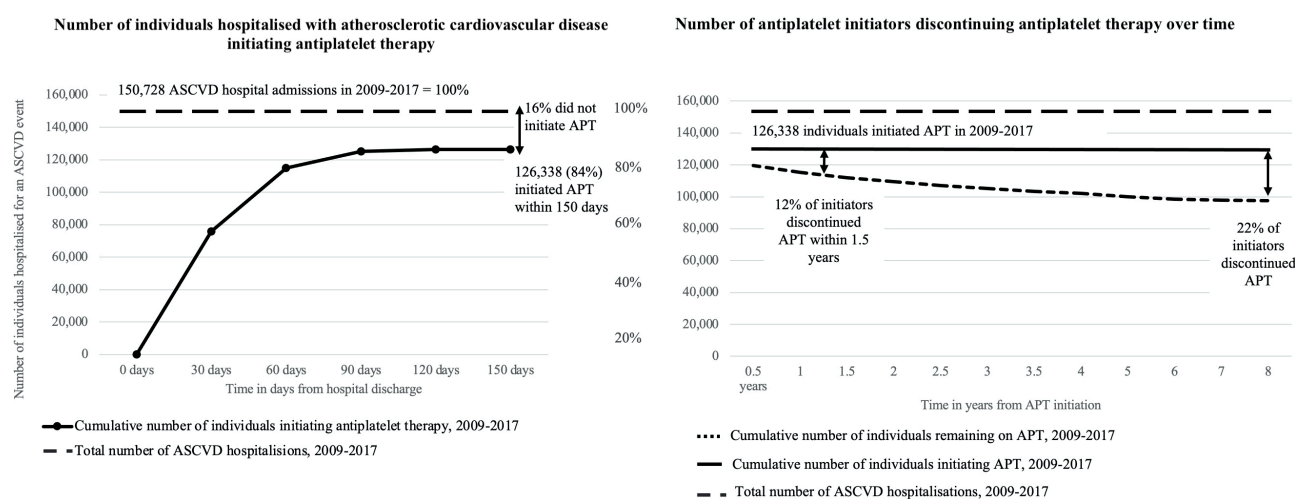 Number of individuals hospitalised with atherosclerotic cardiovascular disease
initiating antiplatelet therapy
Number of individuals hospitalised for an ASCVD event
160,000
140,000
120,000
100,000
80,000
60,000
40,000
20,000
0
150,728 ASCVD hospital admissions in 2009-2017 = 100%
16% did not
initiate APT
126,338 (84%)
initiated APT
within 150 days
100%
80%
60%
40%
20%
0 days
30 days
60 days
90 days
120 days
150 days
Time in days from hospital discharge
Cumulative number of individuals initiating antiplatelet therapy, 2009-2017
Total number of ASCVD hospitalisions, 2009-2017
Number of antiplatelet initiators discontinuing antiplatelet therapy over time
160,000
140,000
120,000
100,000
80,000
60,000
40,000
20,000
0
126,338 individuals initiated APT in 2009-2017
12% of initiators
discontinued
APT within 1.5
years
22% of
initiators
discontinued
APT
0.5
years
1
1.5
2
2.5
3
3.5
4
5
6
7
8
Time in years from APT initiation
Cumulative number of individuals remaining on APT, 2009-2017
Cumulative number of individuals initiating APT, 2009-2017
Total number of ASCVD hospitalisations, 2009-2017